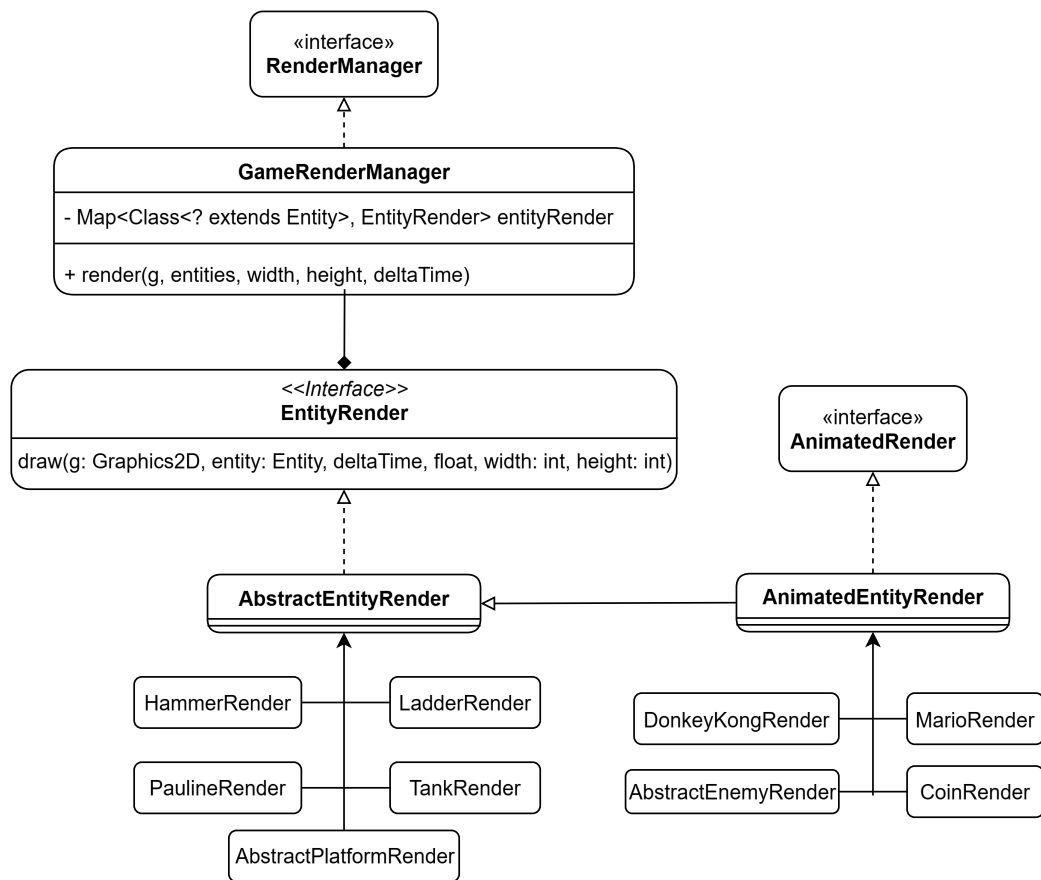 «interface»
RenderManager
GameRenderManager
- Map<Class<? extends Entity>, EntityRender> entityRender
+ render(g, entities, width, height, deltaTime)
<<Interface>>
EntityRender
draw(g: Graphics2D, entity: Entity, deltaTime, float, width: int, height: int)
«interface»
AnimatedRender
AbstractEntityRender
AnimatedEntityRender
HammerRender
LadderRender
DonkeyKongRender
MarioRender
PaulineRender
TankRender
AbstractEnemyRender
CoinRender
AbstractPlatformRender